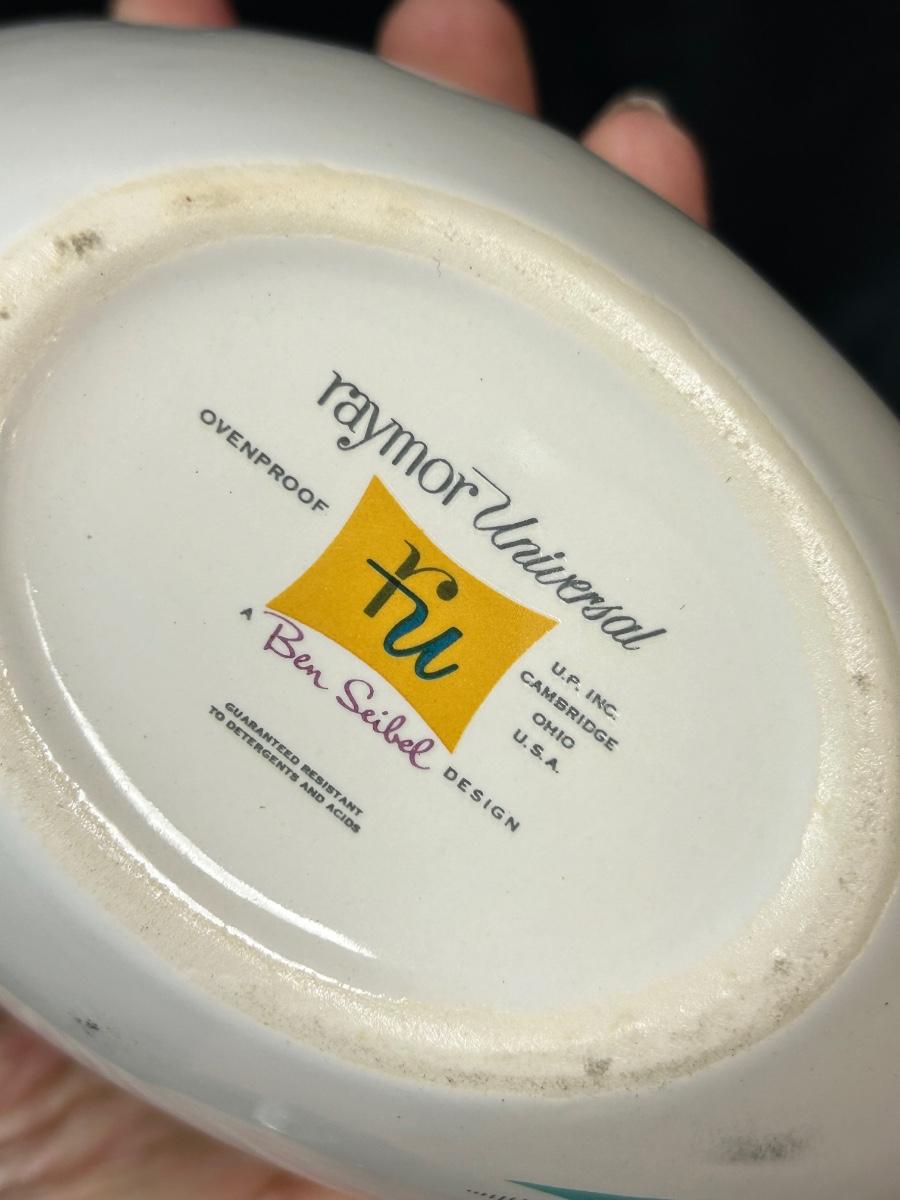 raymor Universal
OVENPROOF
ru
U.P. INC.
CAMBRIDGE
OHIO
U.S.A.
A Ben Seibel DESIGN
GUARANTEED RESISTANT
TO DETERGENTS AND ACIDS